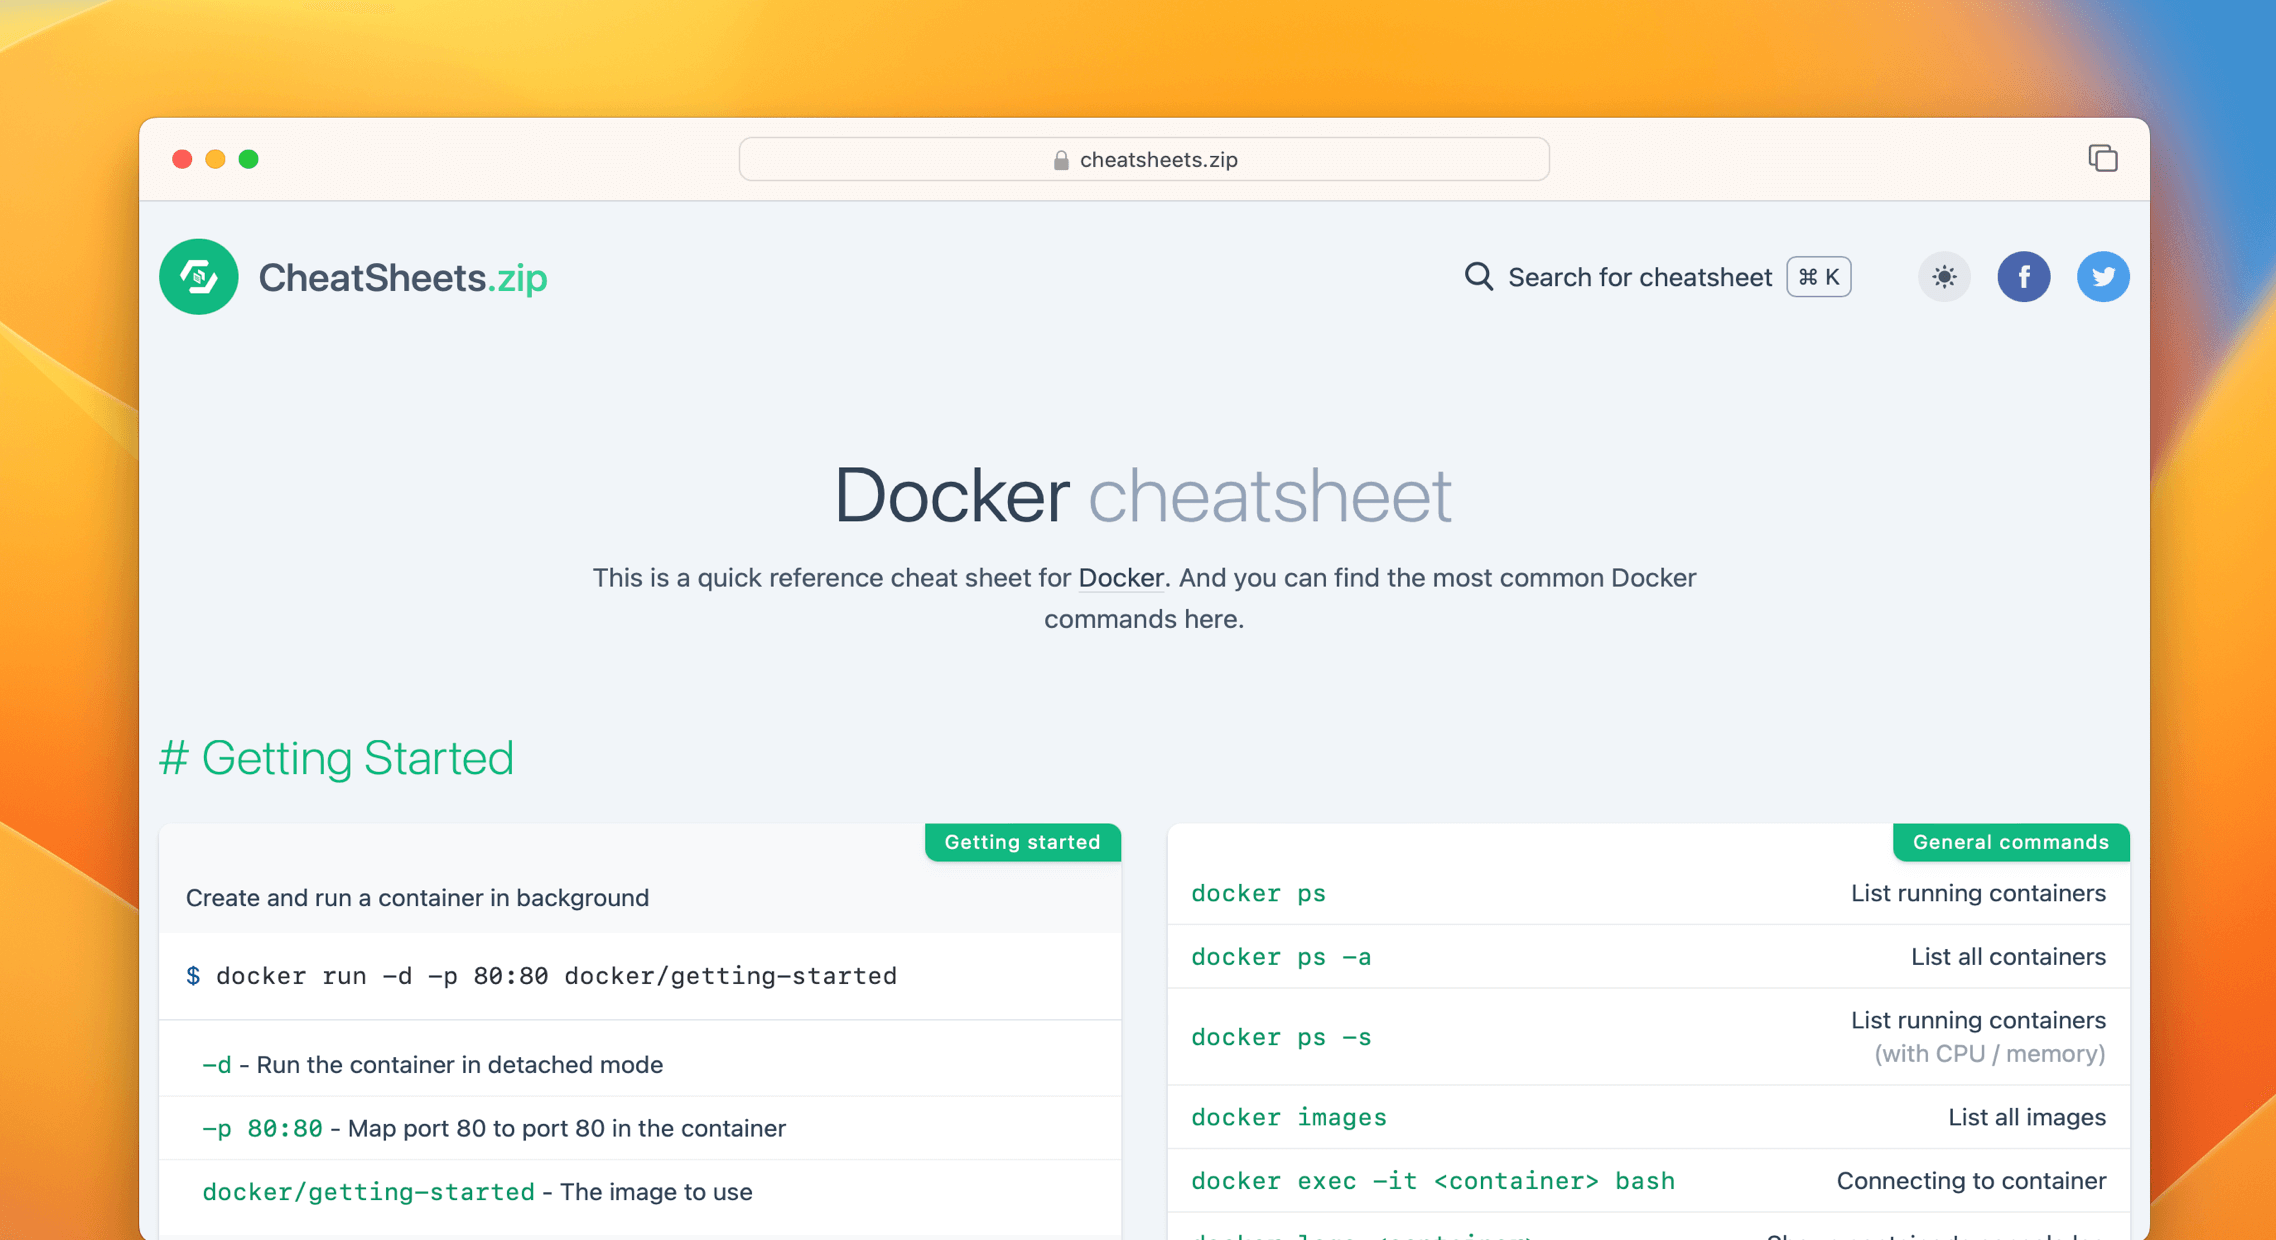 cheatsheets.zip
CheatSheets.zip
Search for cheatsheet
⌘ K
Docker cheatsheet
This is a quick reference cheat sheet for Docker. And you can find the most common Docker
commands here.
# Getting Started
Getting started
Create and run a container in background
$ docker run -d -p 80:80 docker/getting-started
-d - Run the container in detached mode
-p 80:80 - Map port 80 to port 80 in the container
docker/getting-started - The image to use
General commands
docker ps List running containers
docker ps -a List all containers
docker ps -s List running containers
(with CPU / memory)
docker images List all images
docker exec -it <container> bash Connecting to container